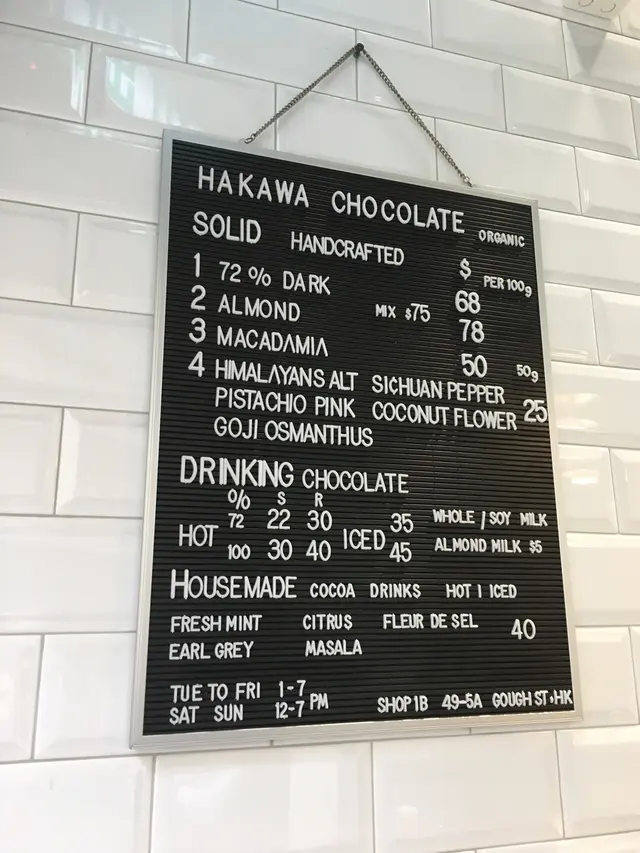 HAKAWA CHOCOLATE ORGANIC
SOLID HANDCRAFTED $ PER 100g
1 72% DARK 68
2 ALMOND MIX $75 78
3 MACADAMIA 50 50g
4 HIMALAYANSALT SICHUAN PEPPER
PISTACHIO PINK COCONUT FLOWER 25
GOJI OSMANTHUS
DRINKING CHOCOLATE
% S R
HOT 72 22 30 ICED 35 WHOLE / SOY MILK
100 30 40 45 ALMOND MILK $5
HOUSEMADE COCOA DRINKS HOT I ICED
FRESH MINT CITRUS FLEUR DE SEL 40
EARL GREY MASALA
TUE TO FRI 1-7 PM
SAT SUN 12-7 SHOP 1B 49-5A GOUGH ST,HK